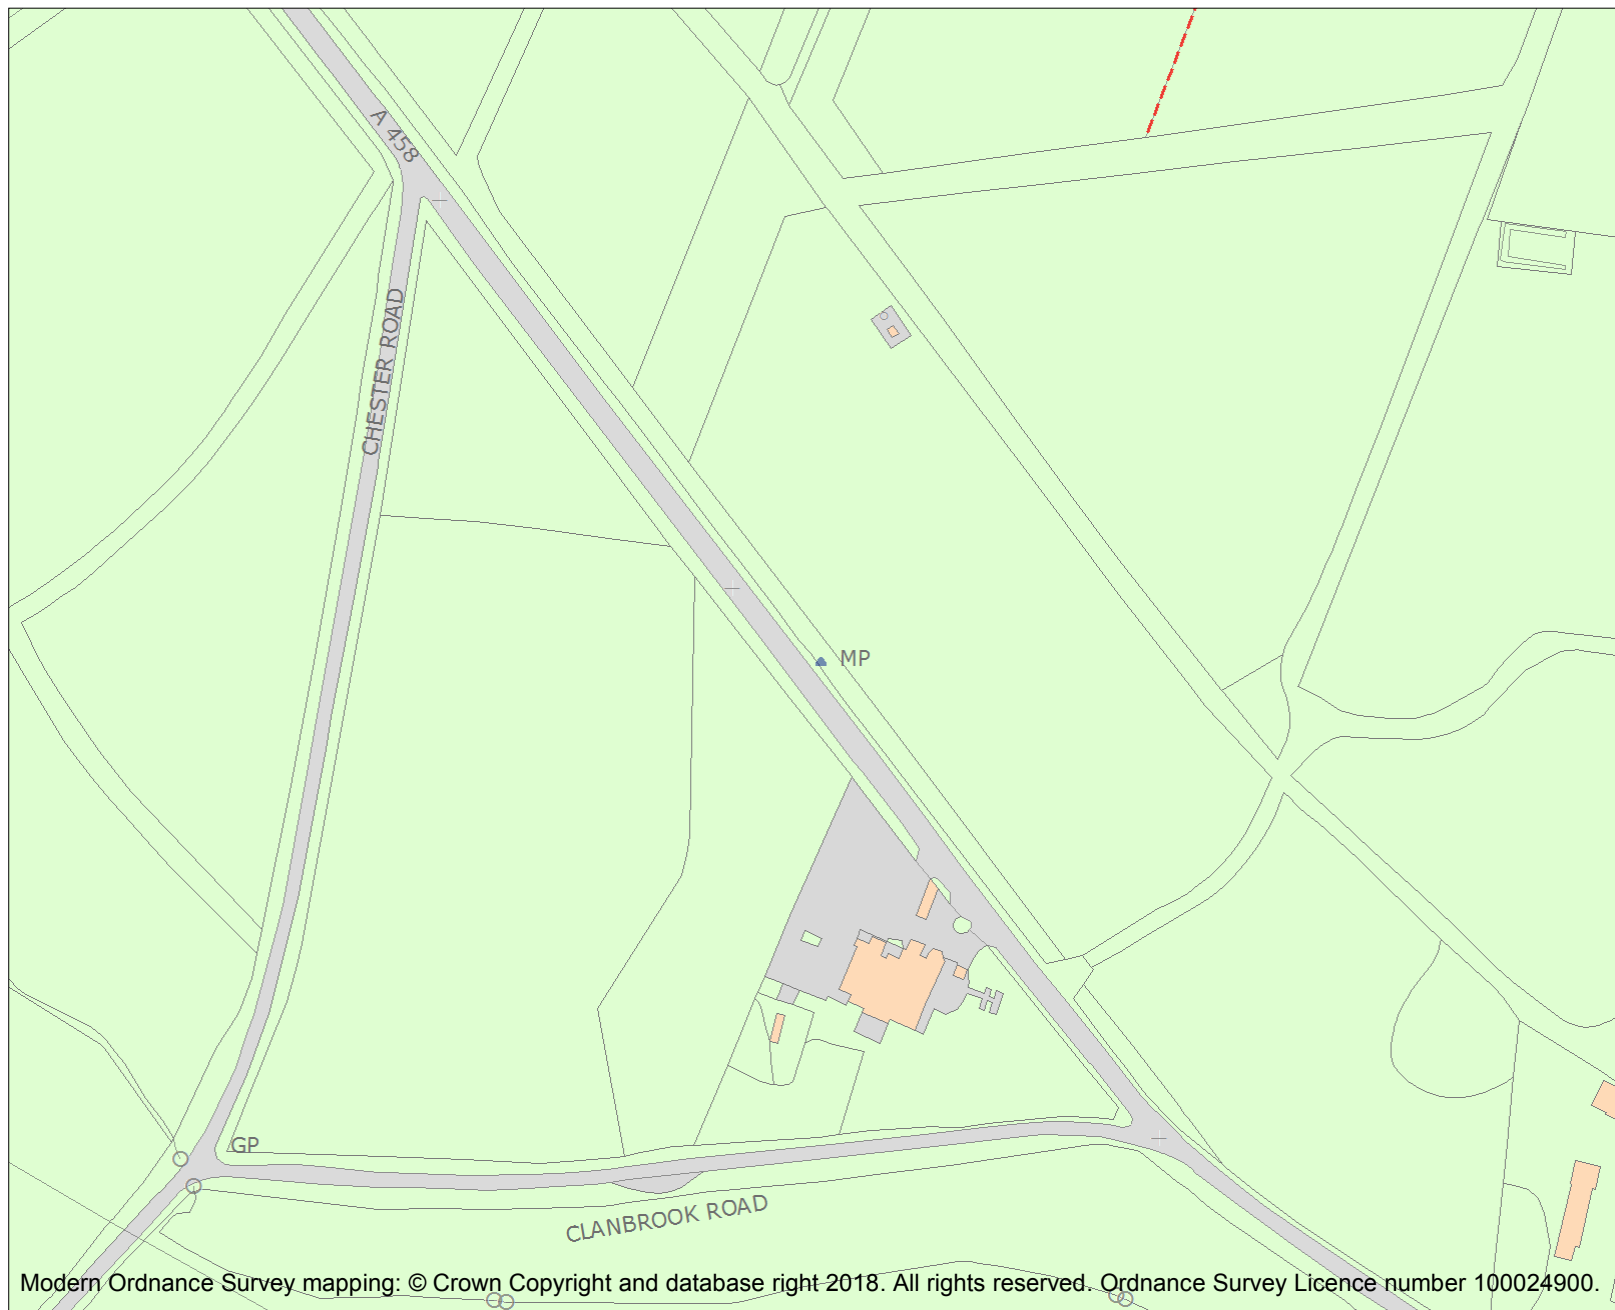 A 458
CHESTER ROAD
MP
GP
CLANBROOK ROAD
Modern Ordnance Survey mapping: © Crown Copyright and database right 2018. All rights reserved. Ordnance Survey Licence number 100024900.